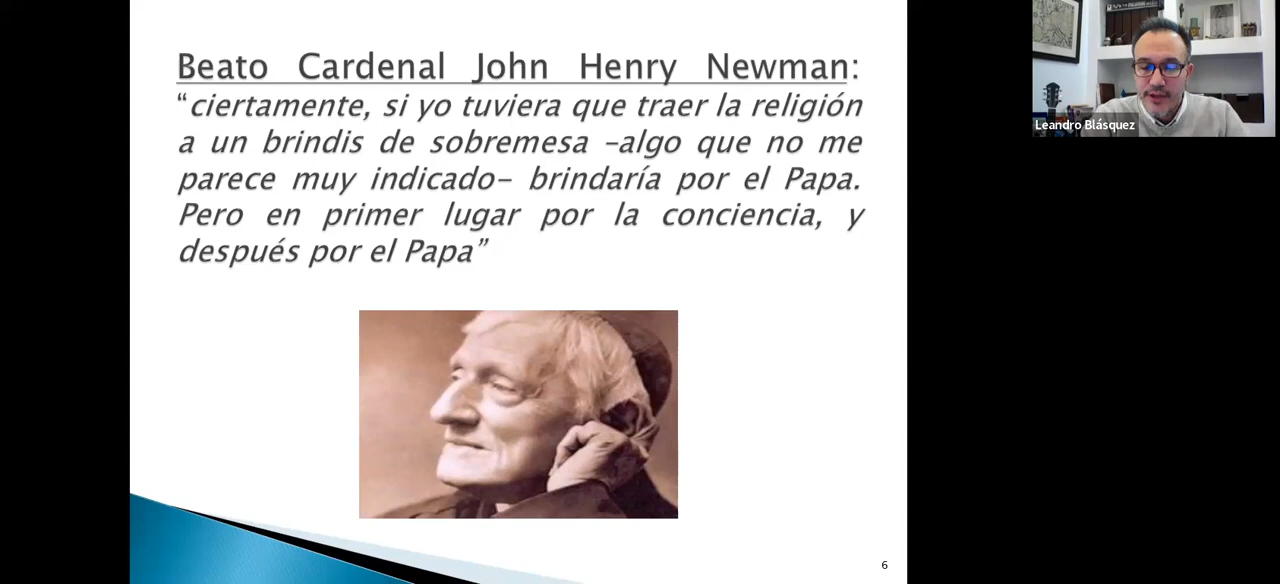 Beato Cardenal John Henry Newman:
“ciertamente, si yo tuviera que traer la religión
a un brindis de sobremesa –algo que no me
parece muy indicado– brindaría por el Papa.
Pero en primer lugar por la conciencia, y
después por el Papa”
Leandro Blásquez
6